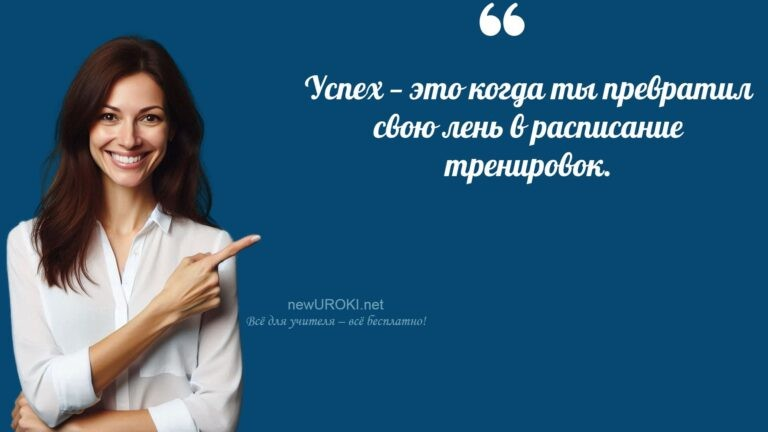 ❝
Успех – это когда ты превратил
свою лень в расписание
тренировок.
newUROKI.net
Всё для учителя – всё бесплатно!